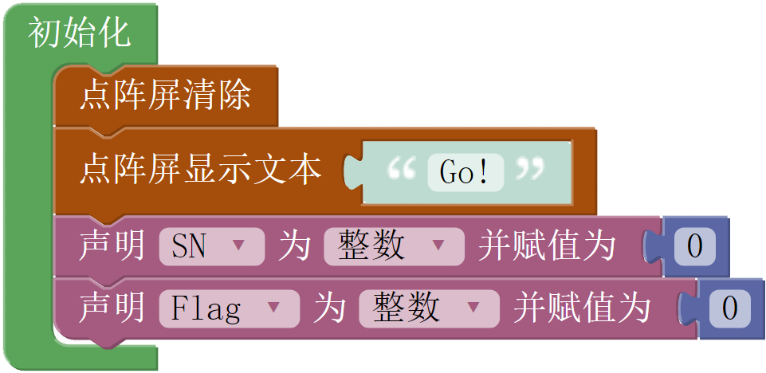 初始化
点阵屏清除
点阵屏显示文本 “ Go! ”
声明 SN 为 整数 并赋值为 0
声明 Flag 为 整数 并赋值为 0